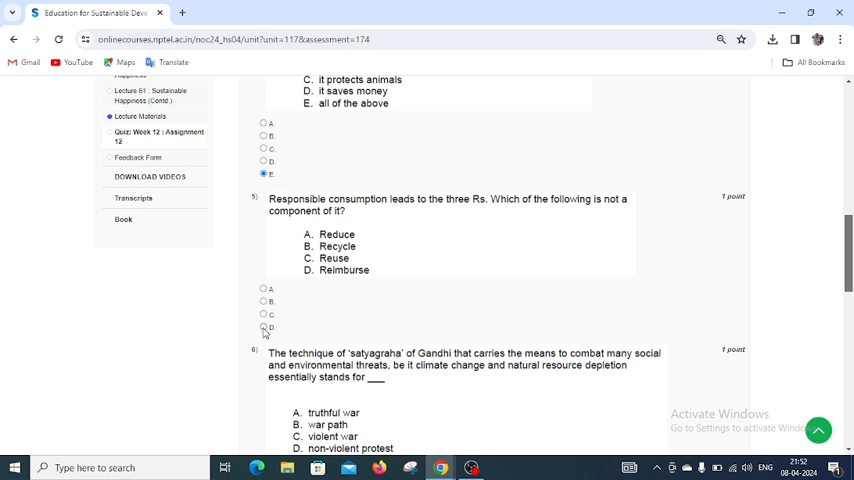 Education for Sustainable Deve
onlinecourses.nptel.ac.in/noc24_hs04/unit?unit=117&assessment=174
Gmail YouTube Maps Translate All Bookmarks
Happiness
Lecture 61 : Sustainable
Happiness (Contd.)
Lecture Materials
Quiz: Week 12 : Assignment
12
Feedback Form
DOWNLOAD VIDEOS
Transcripts
Book
C. it protects animals
D. it saves money
E. all of the above
A.
B.
C.
D.
E.
5) Responsible consumption leads to the three Rs. Which of the following is not a 1 point
component of it?
A. Reduce
B. Recycle
C. Reuse
D. Reimburse
A.
B.
C.
D.
6) The technique of 'satyagraha' of Gandhi that carries the means to combat many social 1 point
and environmental threats, be it climate change and natural resource depletion
essentially stands for ___
A. truthful war
B. war path
C. violent war
D. non-violent protest
Activate Windows
Go to Settings to activate Windo
Type here to search
ENG
21:52
08-04-2024